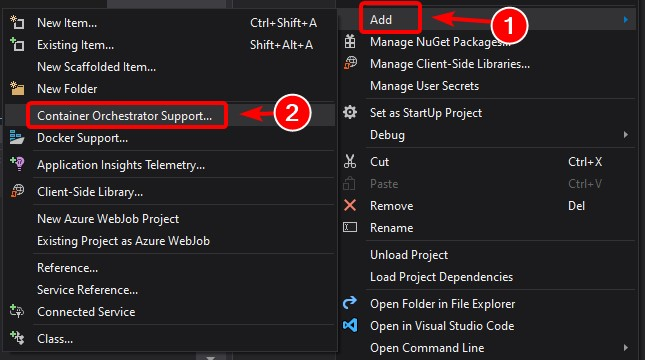 New Item... Ctrl+Shift+A
Existing Item... Shift+Alt+A
New Scaffolded Item...
New Folder
Container Orchestrator Support...
2
Docker Support...
Application Insights Telemetry...
Client-Side Library...
New Azure WebJob Project
Existing Project as Azure WebJob
Reference...
Service Reference...
Connected Service
Class...
Add
1
Manage NuGet Packages...
Manage Client-Side Libraries...
Manage User Secrets
Set as StartUp Project
Debug
Cut Ctrl+X
Paste Ctrl+V
Remove Del
Rename
Unload Project
Load Project Dependencies
Open Folder in File Explorer
Open in Visual Studio Code
Open Command Line